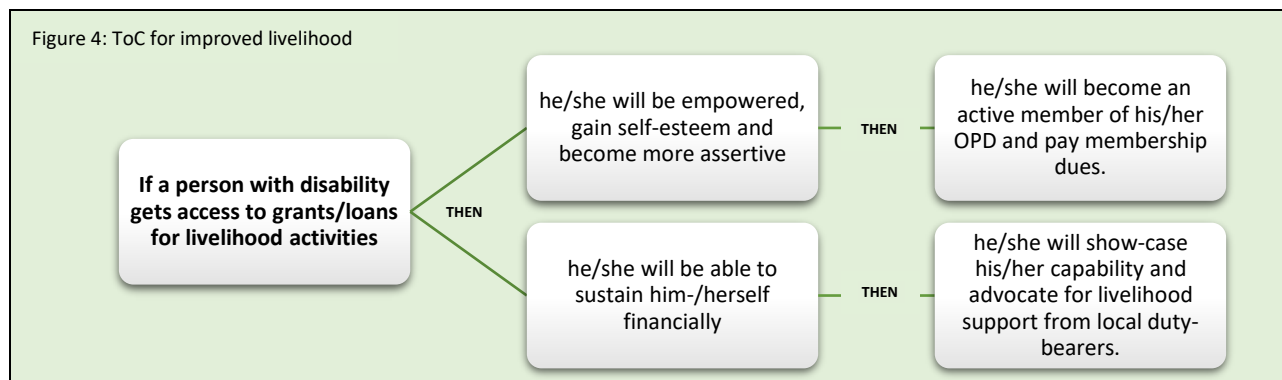 Figure 4: ToC for improved livelihood
If a person with disability
gets access to grants/loans
for livelihood activities
THEN
he/she will be empowered,
gain self-esteem and
become more assertive
THEN
he/she will become an
active member of his/her
OPD and pay membership
dues.
he/she will be able to
sustain him-/herself
financially
THEN
he/she will show-case
his/her capability and
advocate for livelihood
support from local duty-
bearers.